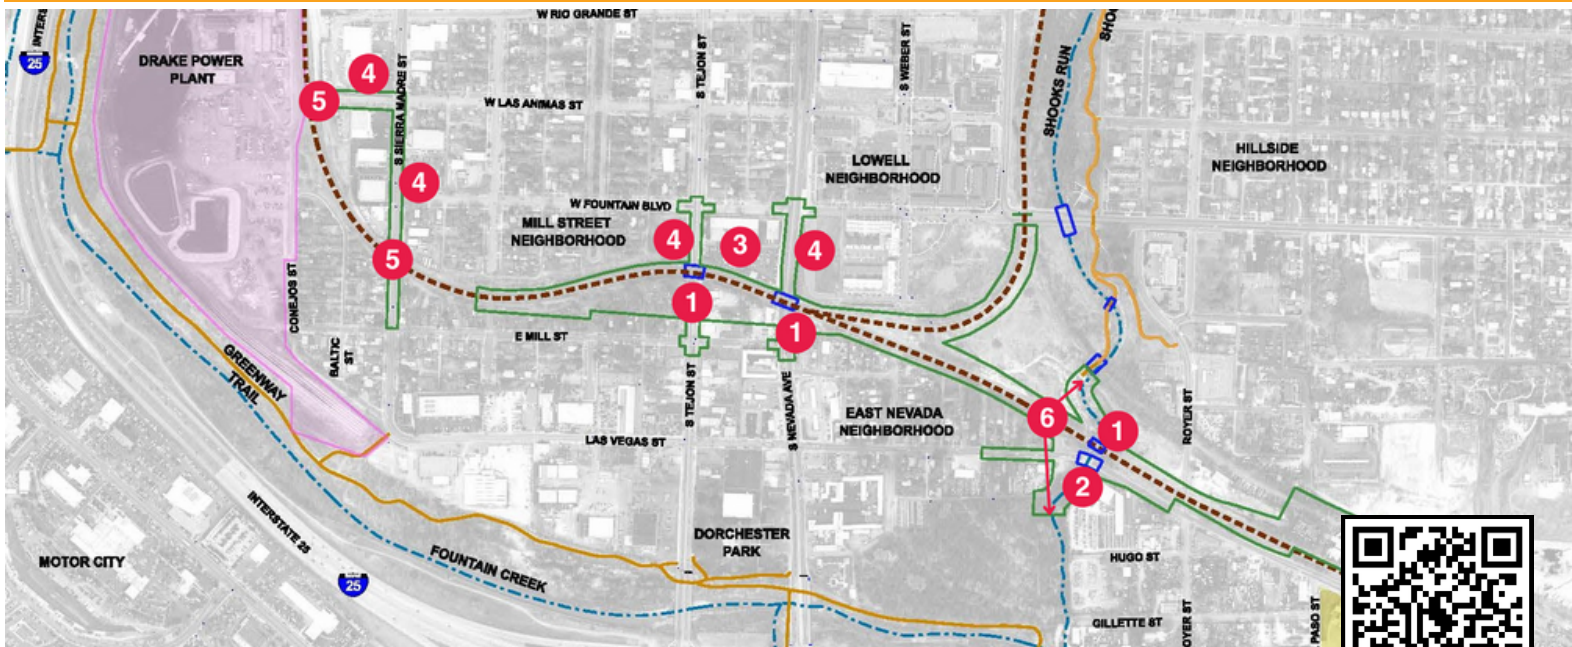 W RIO GRANDE ST
INTERS
25
DRAKE POWER
PLANT
4
5
S SIERRA MADRE ST
W LAS ANIMAS ST
S TEJON ST
S WEBER ST
SHOOKS RUN
SHOO
HILLSIDE
NEIGHBORHOOD
LOWELL
NEIGHBORHOOD
4
W FOUNTAIN BLVD
MILL STREET
NEIGHBORHOOD
4
3
4
5
CONEJOS ST
1
1
E MILL ST
BALTIC
ST
GREENWAY
TRAIL
S TEJON ST
S NEVADA AVE
EAST NEVADA
NEIGHBORHOOD
6
1
ROYER ST
LAS VEGAS ST
2
INTERSTATE 25
DORCHESTER
PARK
MOTOR CITY
FOUNTAIN CREEK
25
HUGO ST
GILLETTE ST
OYER ST
PASO ST